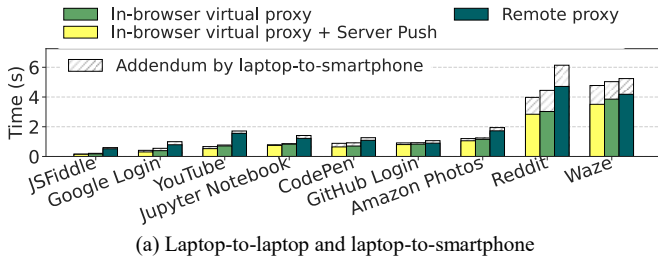 In-browser virtual proxy
Remote proxy
In-browser virtual proxy + Server Push
Addendum by laptop-to-smartphone
Time (s)
6
4
2
0
JSFiddle
Google Login
YouTube
Jupyter Notebook
CodePen
GitHub Login
Amazon Photos
Reddit
Waze
(a) Laptop-to-laptop and laptop-to-smartphone